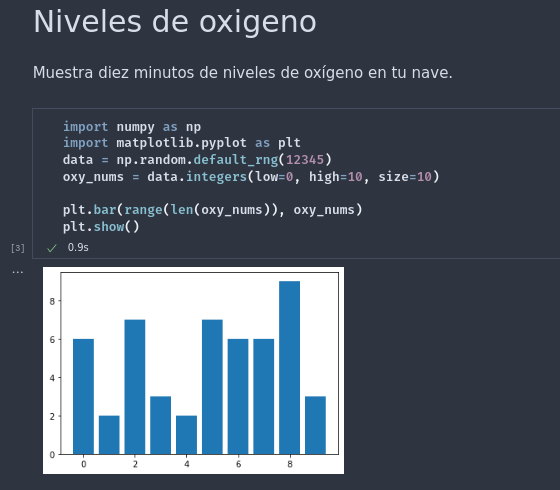 Niveles de oxigeno
Muestra diez minutos de niveles de oxígeno en tu nave.
import numpy as np
import matplotlib.pyplot as plt
data = np.random.default_rng(12345)
oxy_nums = data.integers(low=0, high=10, size=10)
plt.bar(range(len(oxy_nums)), oxy_nums)
plt.show()
[3] ✓ 0.9s
...
8
6
4
2
0
0 2 4 6 8